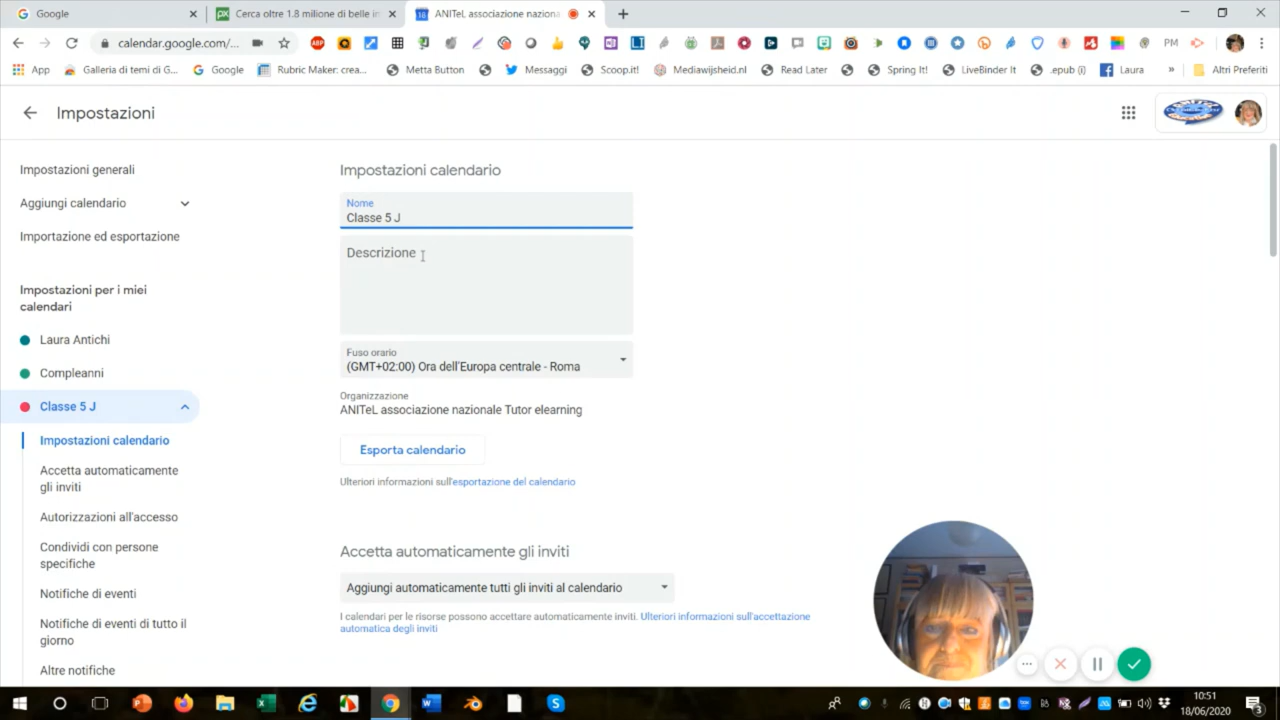 Google
Cerca oltre 1.8 milione di belle in
ANITeL associazione naziona
calendar.google.com/...
PM
App
Galleria di temi di G...
Google
Rubric Maker: crea...
Metta Button
Messaggi
Scoop.it!
Mediawijsheid.nl
Read Later
Spring It!
LiveBinder It
.epub (i)
Laura
»
Altri Preferiti
Impostazioni
Impostazioni generali
Aggiungi calendario
Importazione ed esportazione
Impostazioni per i miei
calendari
Laura Antichi
Compleanni
Classe 5 J
Impostazioni calendario
Accetta automaticamente
gli inviti
Autorizzazioni all'accesso
Condividi con persone
specifiche
Notifiche di eventi
Notifiche di eventi di tutto il
giorno
Altre notifiche
Impostazioni calendario
Nome
Classe 5 J
Descrizione
Fuso orario
(GMT+02:00) Ora dell'Europa centrale - Roma
Organizzazione
ANITeL associazione nazionale Tutor elearning
Esporta calendario
Ulteriori informazioni sull'esportazione del calendario
Accetta automaticamente gli inviti
Aggiungi automaticamente tutti gli inviti al calendario
I calendari per le risorse possono accettare automaticamente inviti. Ulteriori informazioni sull'accettazione
automatica degli inviti
10:51
18/06/2020